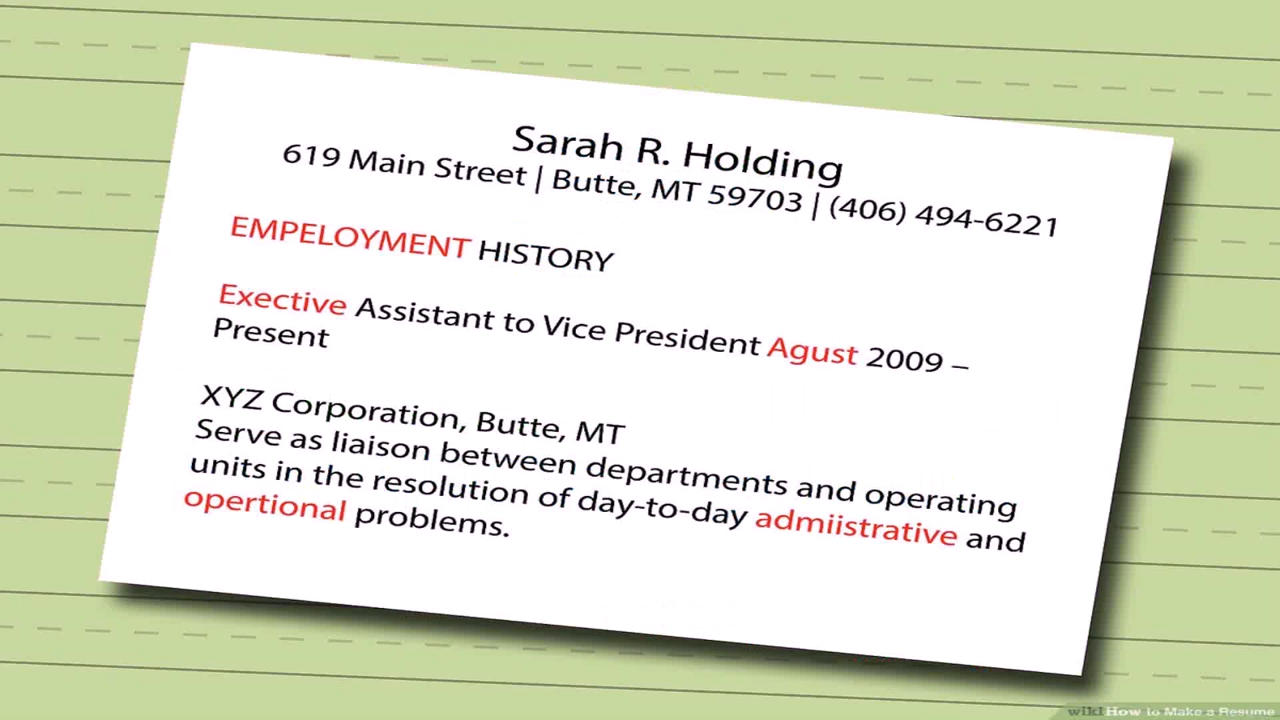 Sarah R. Holding
619 Main Street | Butte, MT 59703 | (406) 494-6221
EMPELOYMENT HISTORY
Exective Assistant to Vice President Agust 2009 –
Present
XYZ Corporation, Butte, MT
Serve as liaison between departments and operating
units in the resolution of day-to-day admiistrative and
opertional problems.
wikiHow to Make a Resume